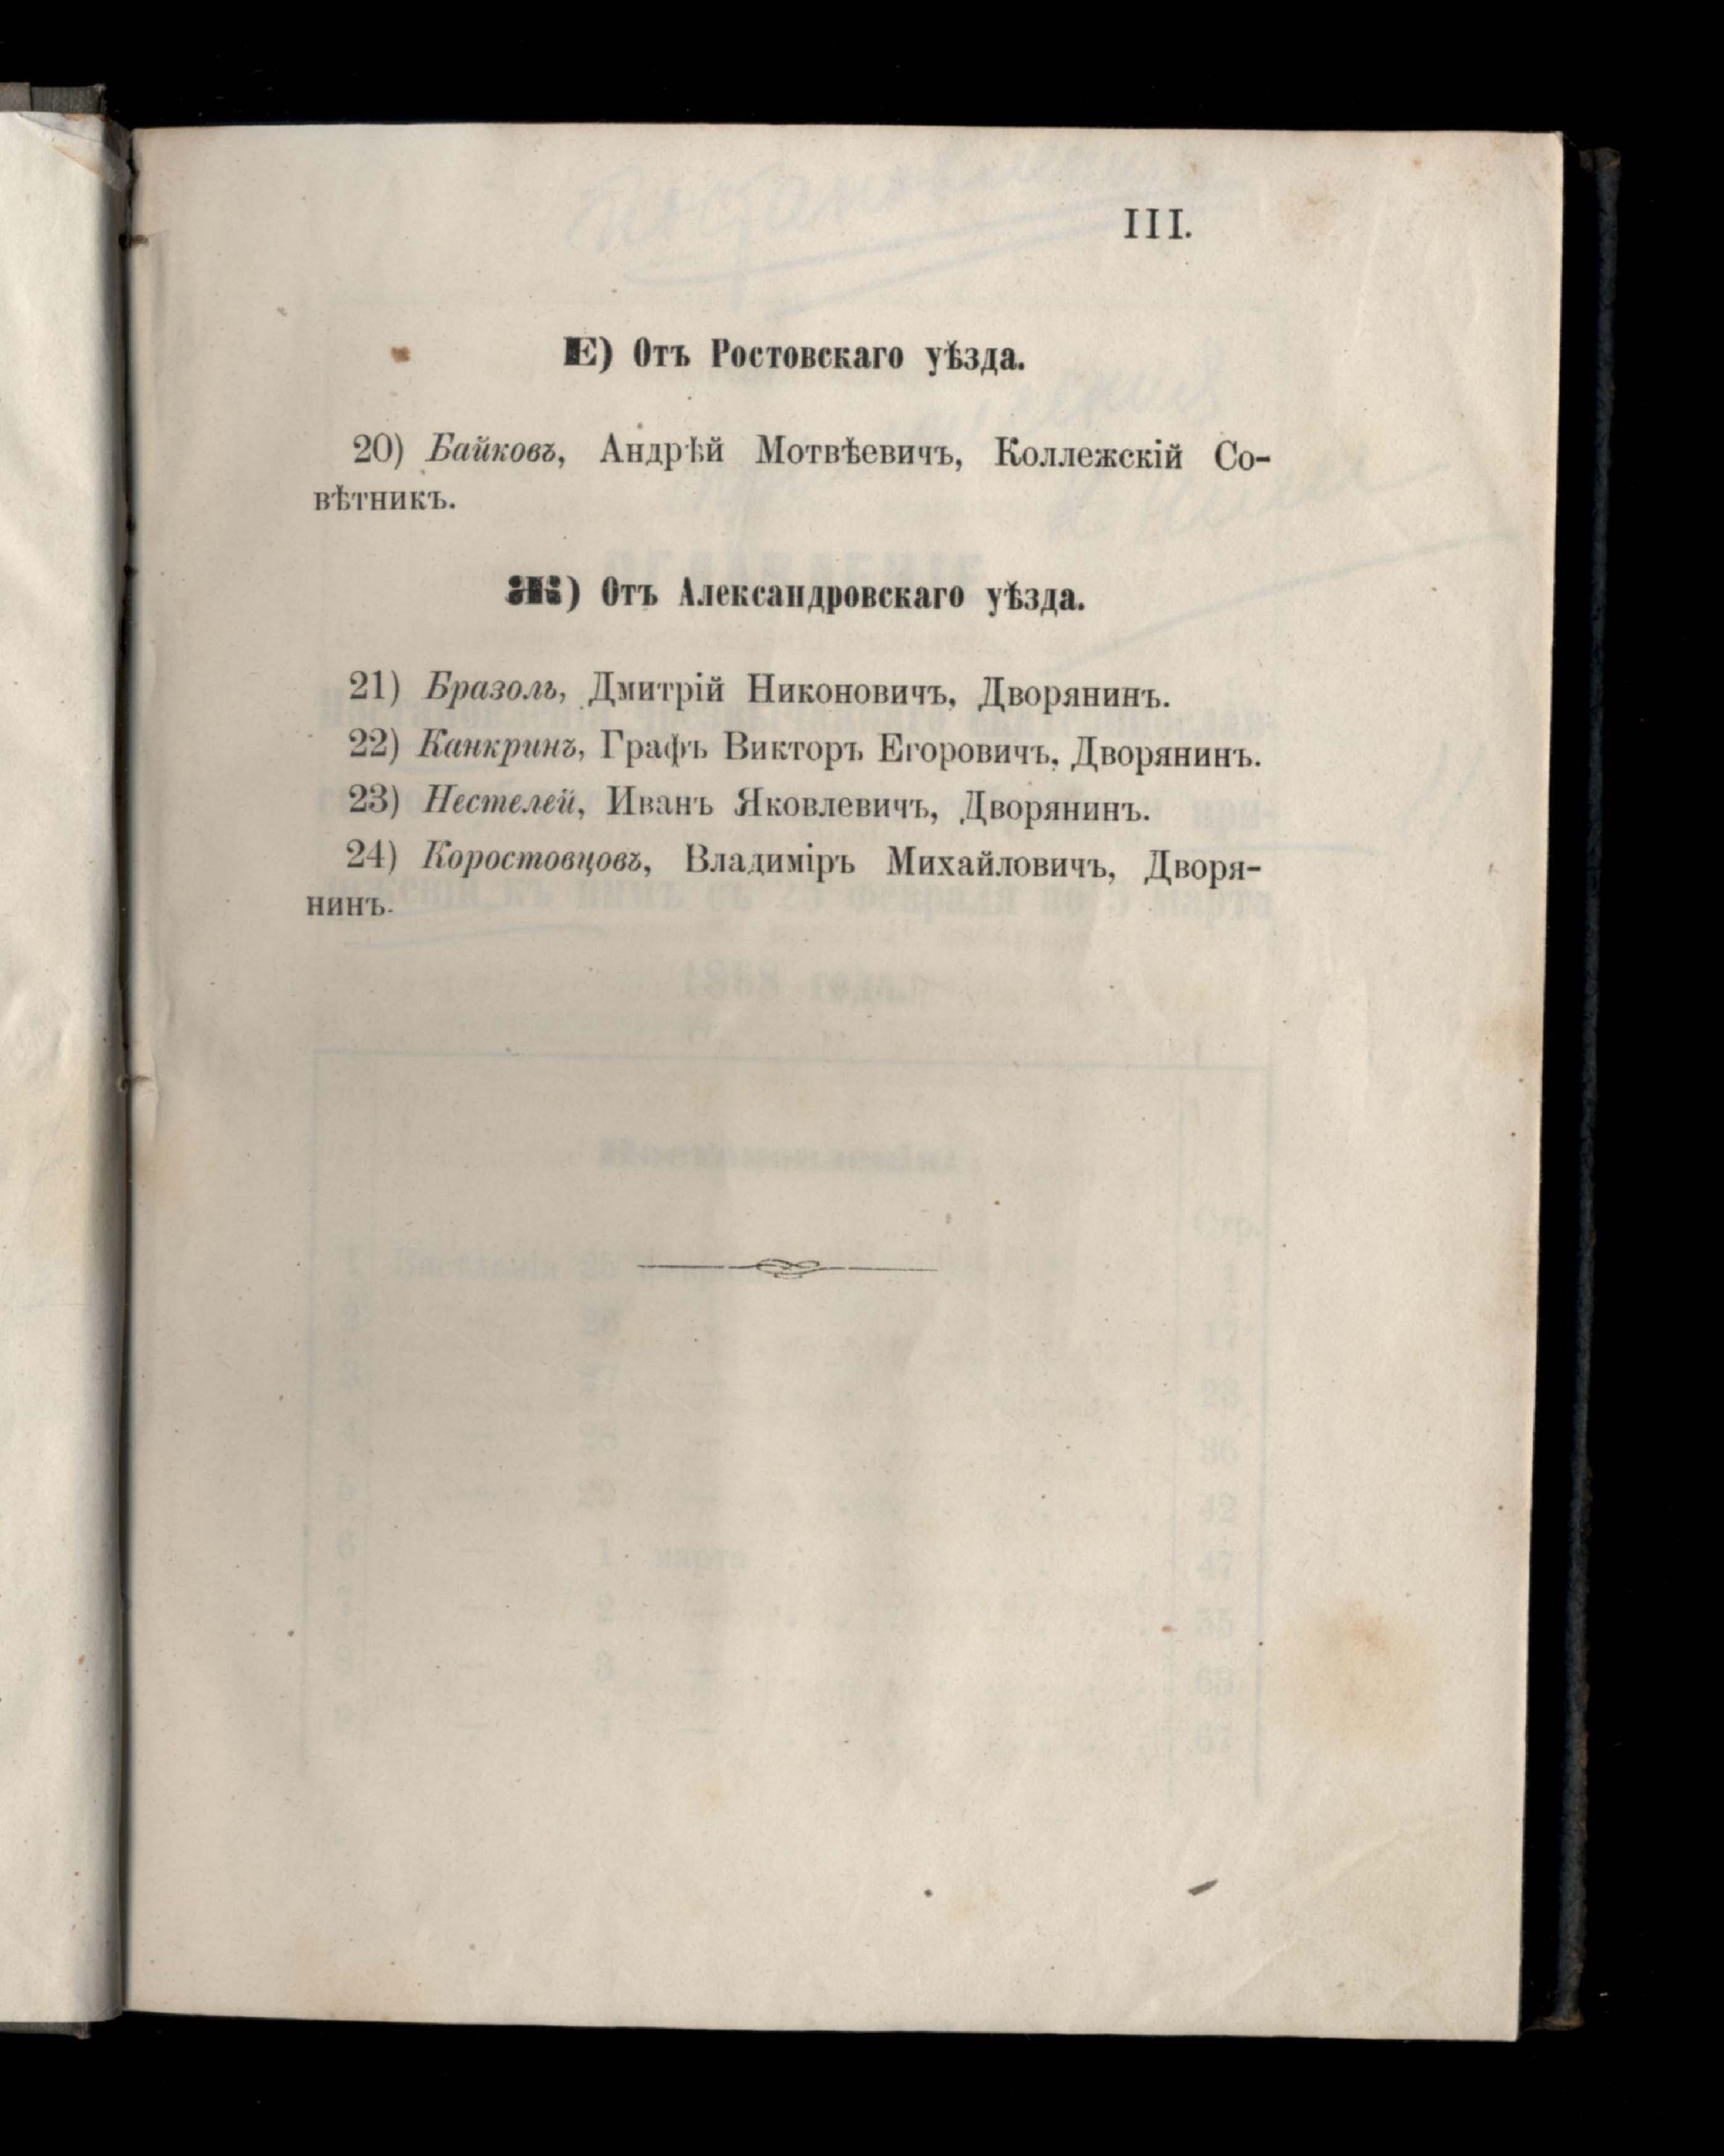 III.
Е) Отъ Ростовскаго уѣзда.
20) Байковъ, Андрѣй Мотвѣевичъ, Коллежскій Со-
вѣтникъ.
Ж) Отъ Александровскаго уѣзда.
21) Бразоль, Дмитрій Никоновичъ, Дворянинъ.
22) Канкринъ, Графъ Викторъ Егоровичъ, Дворянинъ.
23) Нестелей, Иванъ Яковлевичъ, Дворянинъ.
24) Коростовцовъ, Владиміръ Михайловичъ, Дворя-
нинъ.